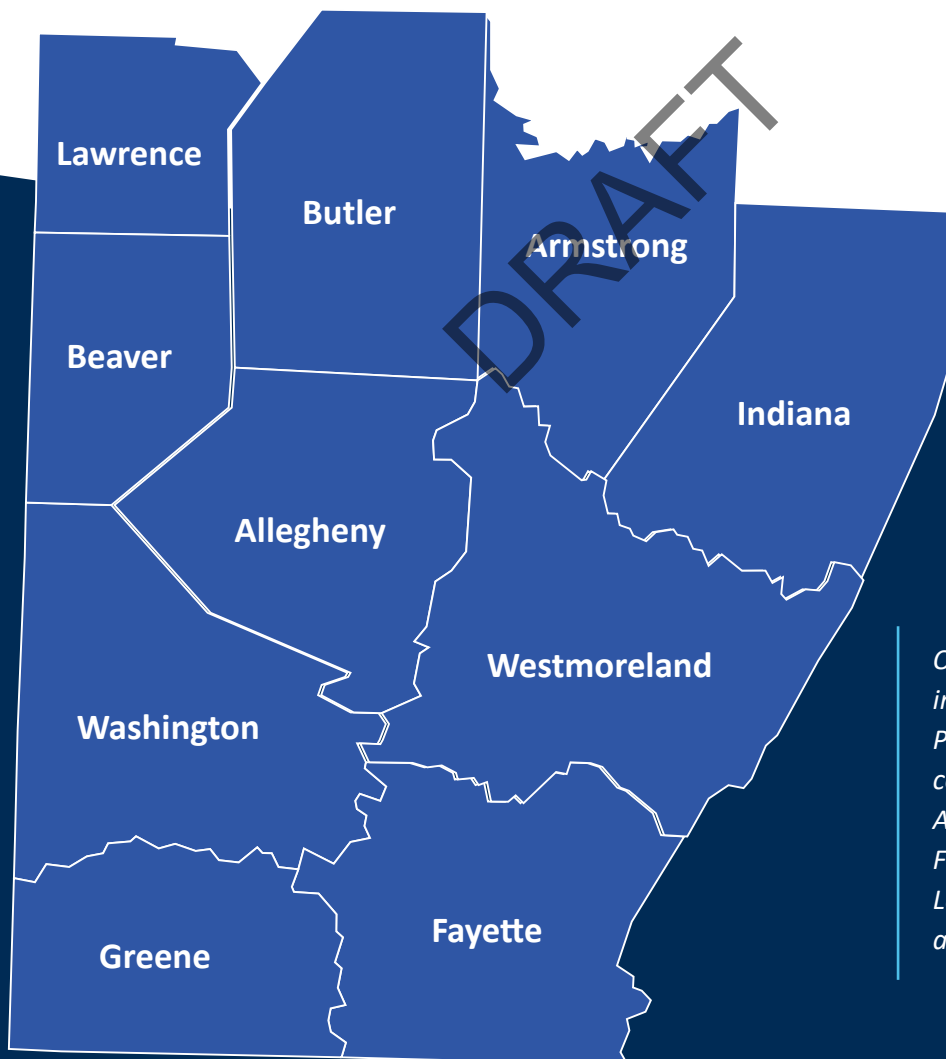 DRAFT
Lawrence
Butler
Armstrong
Beaver
Indiana
Allegheny
Westmoreland
Washington
Fayette
Greene